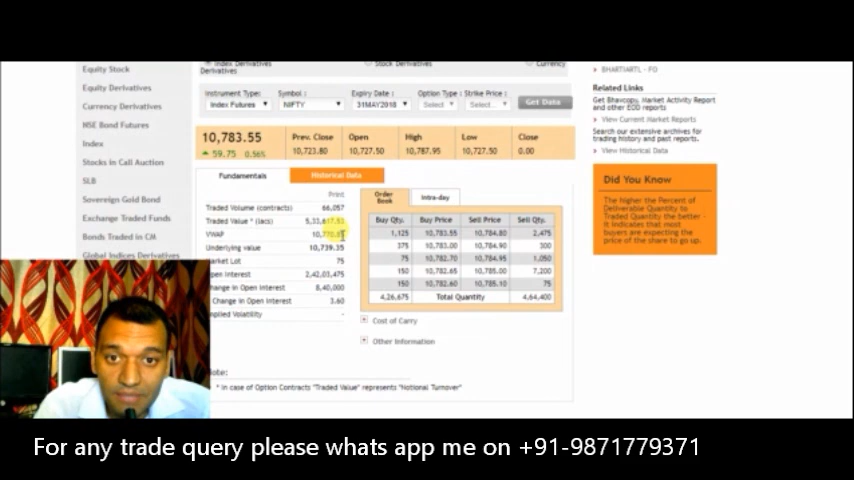 Equity Stock
Equity Derivatives
Currency Derivatives
NSE Bond Futures
Index
Stocks in Call Auction
SLB
Sovereign Gold Bond
Exchange Traded Funds
Bonds Traded in CM
Global Indices Derivatives
Index Derivatives Stock Derivatives Currency
Derivatives
Instrument Type: Symbol : Expiry Date : Option Type : Strike Price :
Index Futures NIFTY 31MAY2018 Select Select... Get Data
10,783.55 Prev. Close Open High Low Close
59.75 0.56% 10,723.80 10,727.50 10,787.95 10,727.50 0.00
Fundamentals Historical Data
Print
Traded Volume (contracts) 66,057
Traded Value * (lacs)
VWAP
Underlying value 10,739.35
Market Lot 75
Open Interest 2,42,03,475
Change in Open Interest 8,40,000
Change in Open Interest 3.60
Implied Volatility -
Order Book Intra-day
Buy Qty. Buy Price Sell Price Sell Qty.
1,125 10,783.55 10,784.80 2,475
375 10,783.00 10,784.90 300
75 10,782.70 10,784.95 1,050
150 10,782.65 10,785.00 7,200
150 10,782.60 10,785.10 75
4,26,675 Total Quantity 4,64,400
Cost of Carry
Other Information
Note:
* In case of Option Contracts "Traded Value" represents "Notional Turnover"
BHARTIARTL - FO
Related Links
Get Bhavcopy, Market Activity Report
and other EOD reports
View Current Market Reports
Search our extensive archives for
trading history and past reports.
View Historical Data
Did You Know
The higher the Percent of
Deliverable Quantity to
Traded Quantity the better -
it indicates that most
buyers are expecting the
price of the share to go up.
For any trade query please whats app me on +91-9871779371